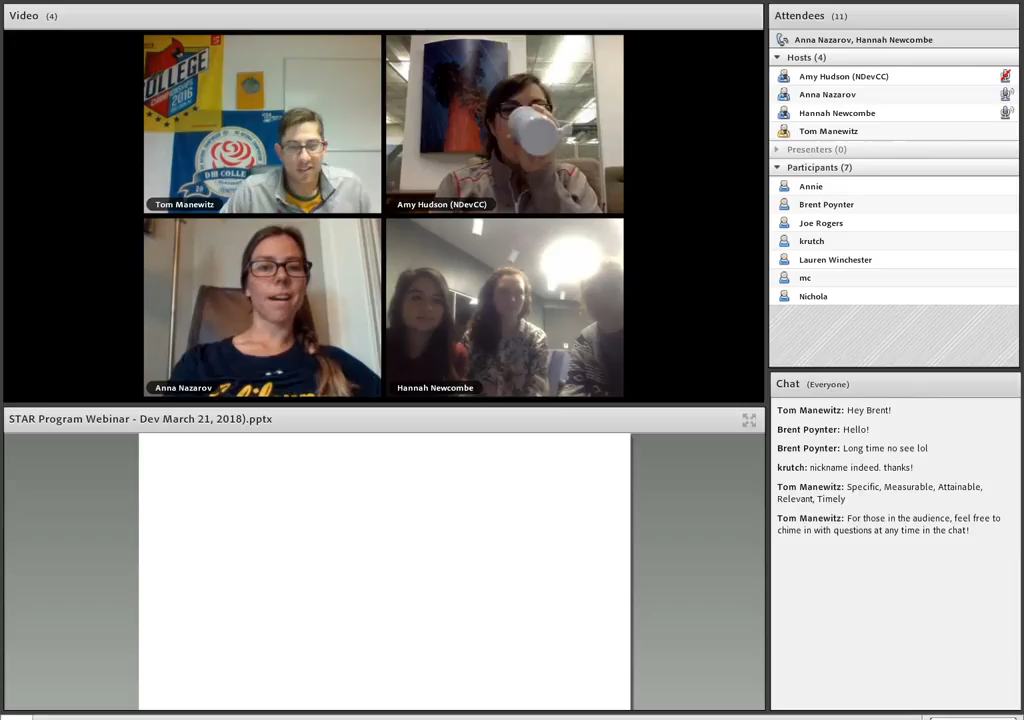 Video (4)
COLLEGE
CHAMPIONSHIPS
2016
DIII COLLEGE
20
Tom Manewitz
Amy Hudson (NDevCC)
Anna Nazarov
Hannah Newcombe
STAR Program Webinar - Dev March 21, 2018).pptx
Attendees (11)
Anna Nazarov, Hannah Newcombe
Hosts (4)
Amy Hudson (NDevCC)
Anna Nazarov
Hannah Newcombe
Tom Manewitz
Presenters (0)
Participants (7)
Annie
Brent Poynter
Joe Rogers
krutch
Lauren Winchester
mc
Nichola
Chat (Everyone)
Tom Manewitz: Hey Brent!
Brent Poynter: Hello!
Brent Poynter: Long time no see lol
krutch: nickname indeed. thanks!
Tom Manewitz: Specific, Measurable, Attainable,
Relevant, Timely
Tom Manewitz: For those in the audience, feel free to
chime in with questions at any time in the chat!